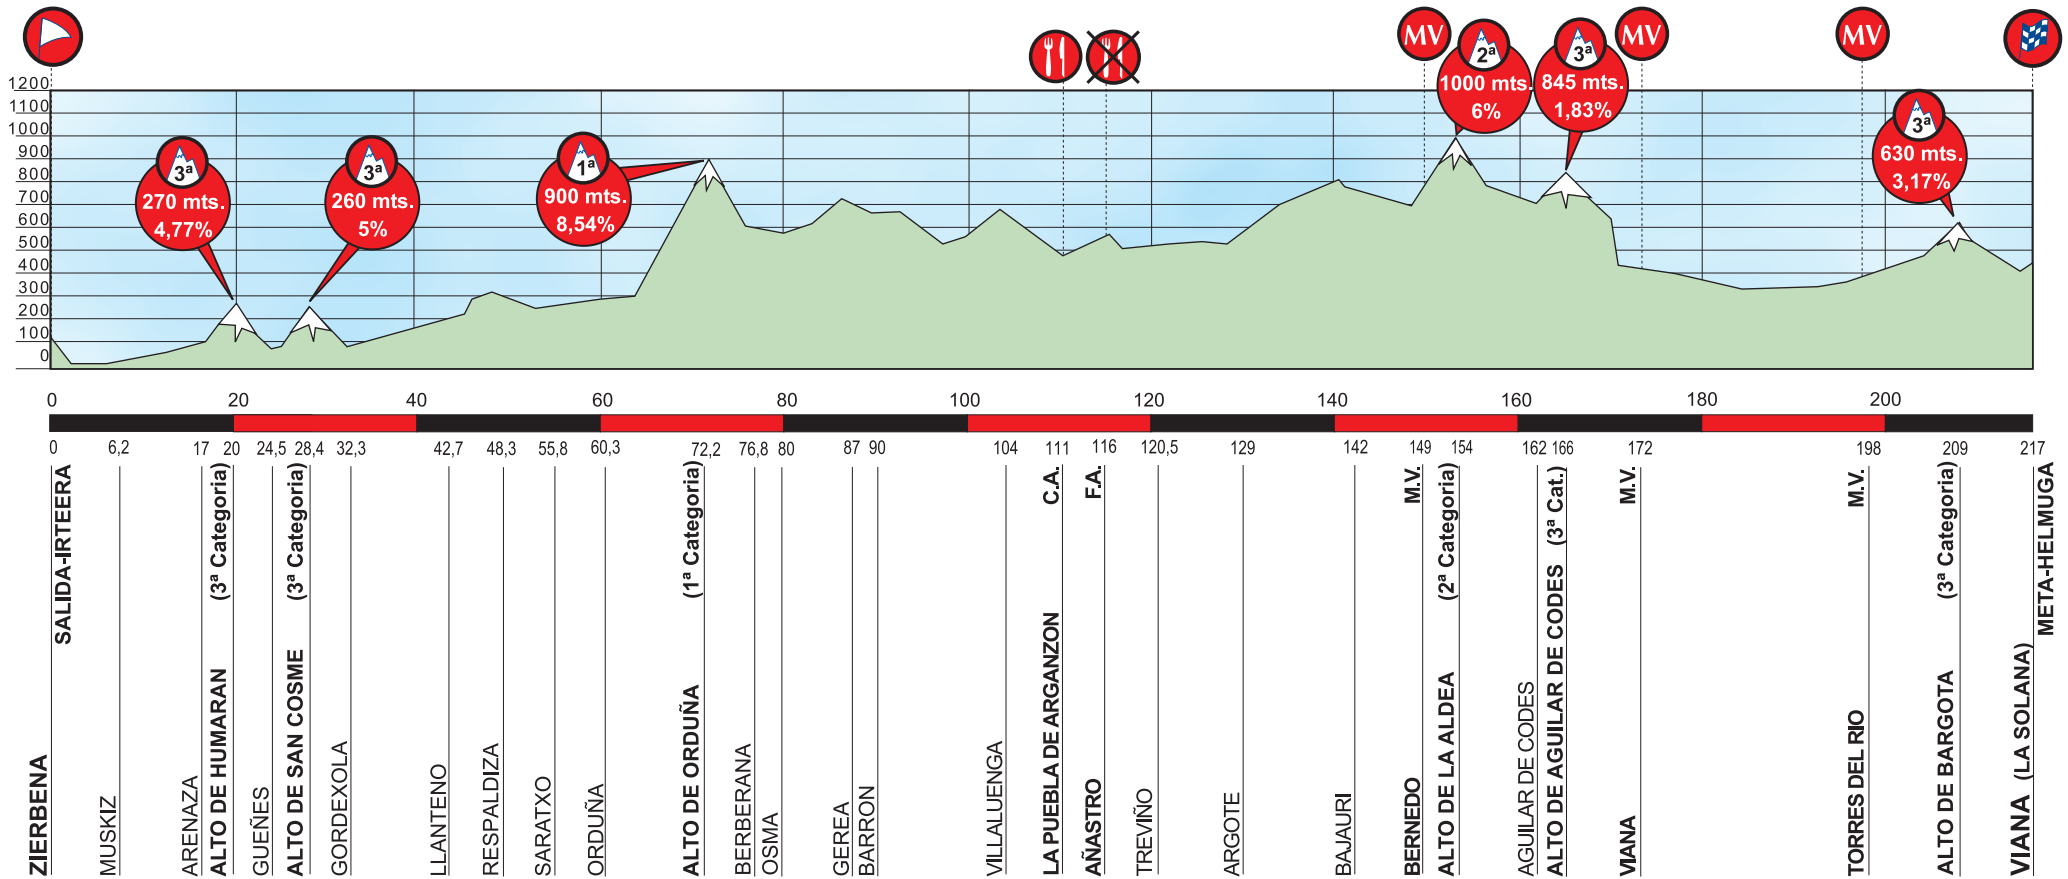 MV
MV
MV
2ª
1000 mts.
6%
3ª
845 mts.
1,83%
3ª
630 mts.
3,17%
3ª
270 mts.
4,77%
3ª
260 mts.
5%
1ª
900 mts.
8,54%
1200
1100
1000
900
800
700
600
500
400
300
200
100
0
0 20 40 60 80 100 120 140 160 180 200
0 6,2 17 20 24,5 28,4 32,3 42,7 48,3 55,8 60,3 72,2 76,8 80 87 90 104 111 116 120,5 129 142 149 154 162 166 172 198 209 217
ZIERBENA
SALIDA-IRTEERA
MUSKIZ
ARENAZA
ALTO DE HUMARAN (3ª Categoria)
GUEÑES
ALTO DE SAN COSME (3ª Categoria)
GORDEXOLA
LLANTENO
RESPALDIZA
SARATXO
ORDUÑA
ALTO DE ORDUÑA (1ª Categoria)
BERBERANA
OSMA
GEREA
BARRON
VILLALUENGA
LA PUEBLA DE ARGANZON C.A.
AÑASTRO F.A.
TREVIÑO
ARGOTE
BAJAURI
BERNEDO M.V.
ALTO DE LA ALDEA (2ª Categoria)
AGUILAR DE CODES
ALTO DE AGUILAR DE CODES (3ª Cat.)
VIANA M.V.
TORRES DEL RIO M.V.
ALTO DE BARGOTA (3ª Categoria)
VIANA (LA SOLANA)
META-HELMUGA